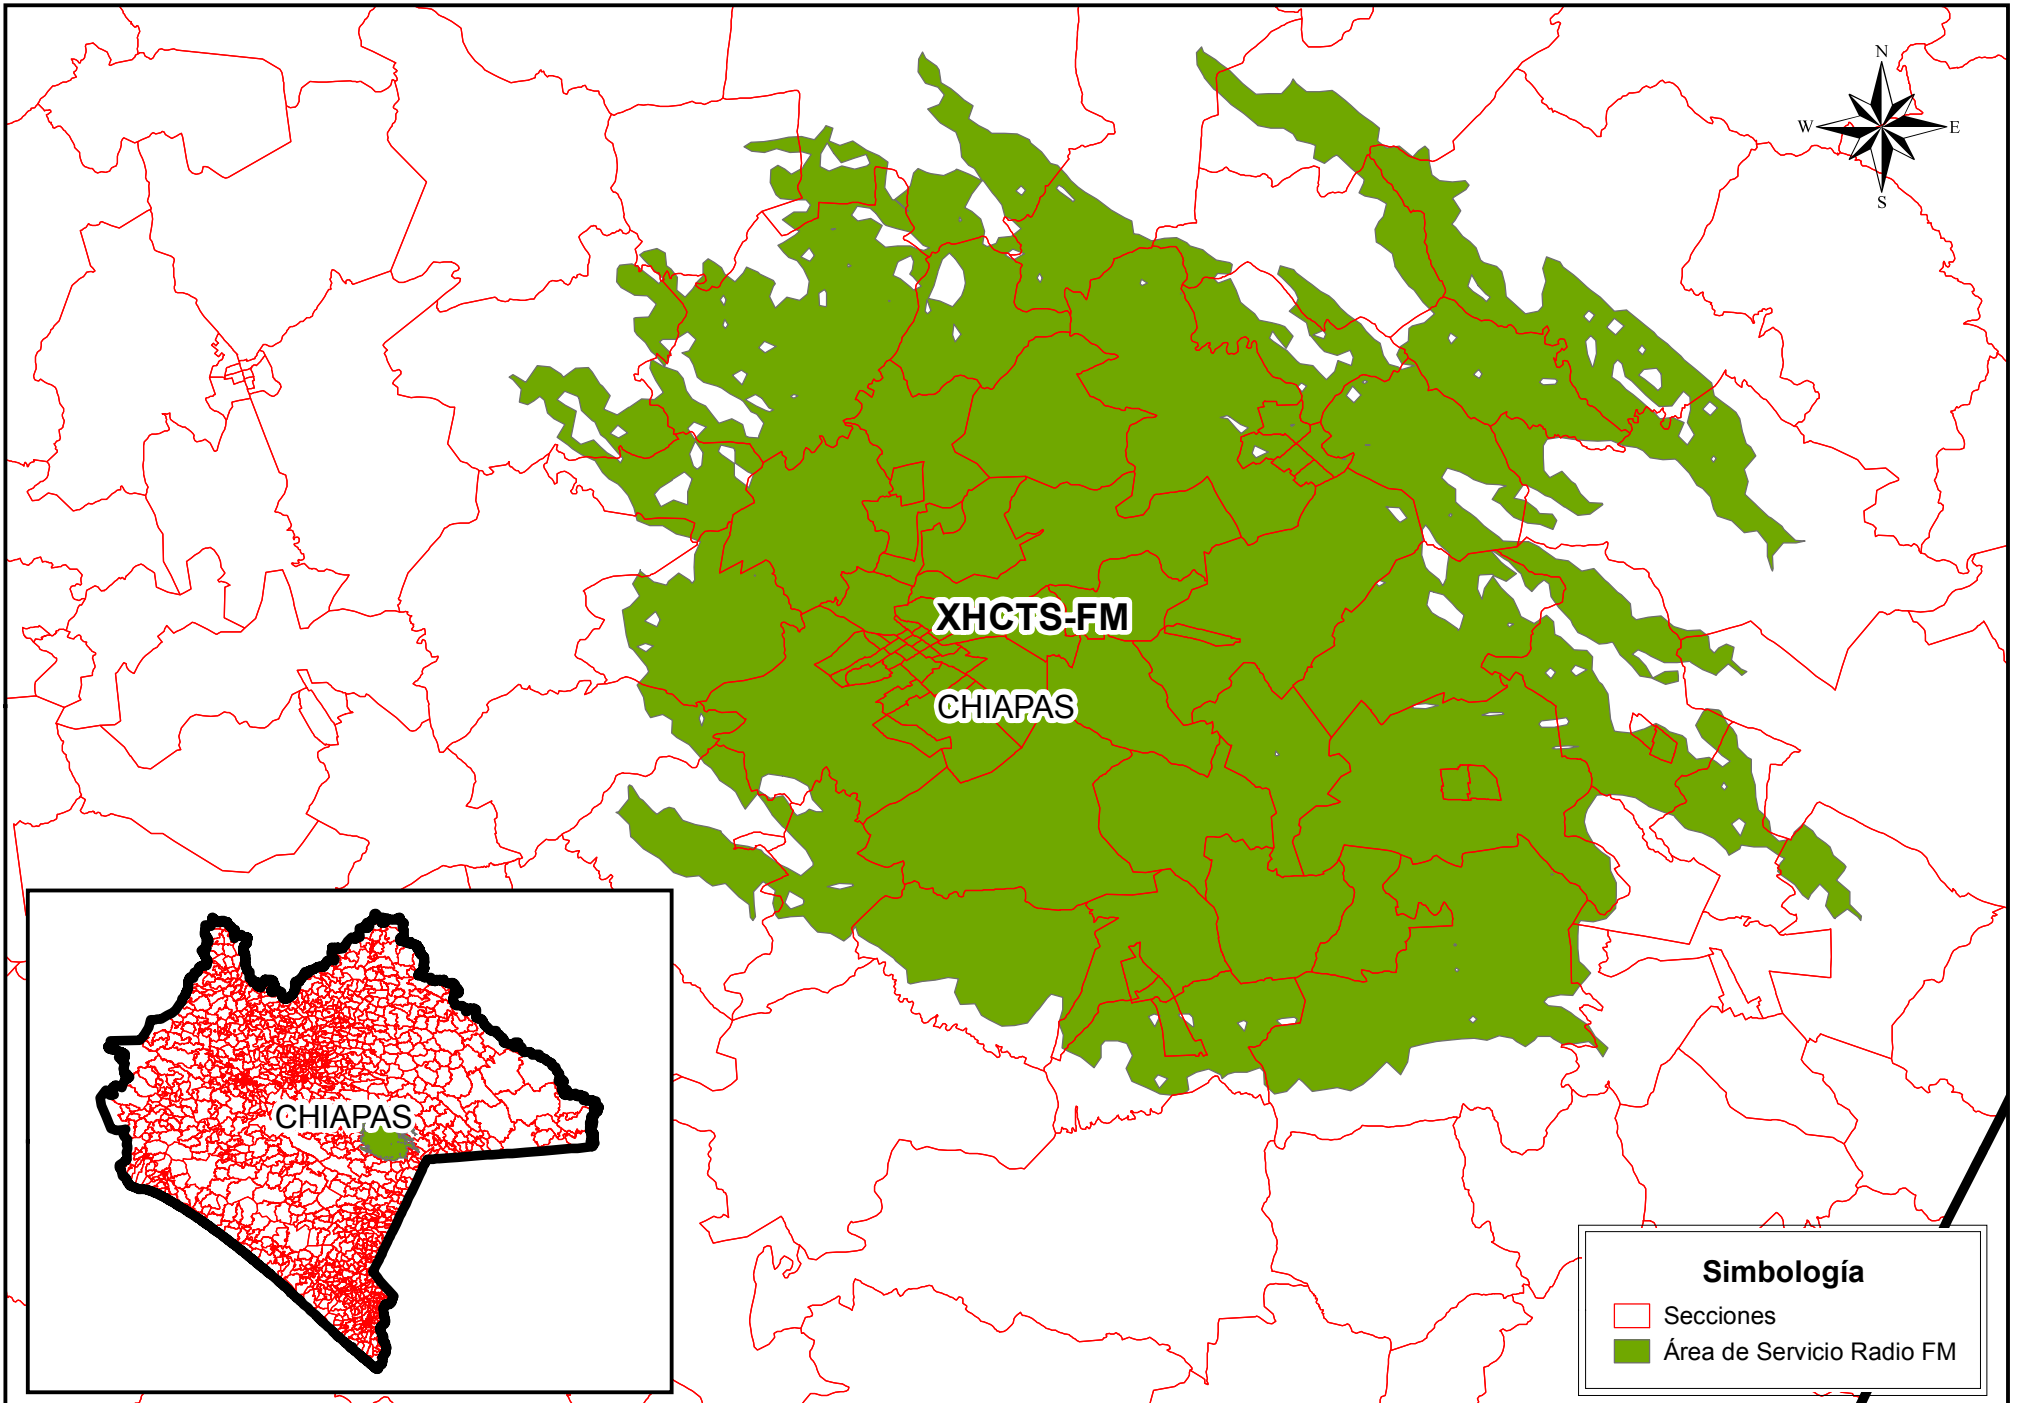 N
W E
S
XHCTS-FM
CHIAPAS
CHIAPAS
Simbología
Secciones
Área de Servicio Radio FM